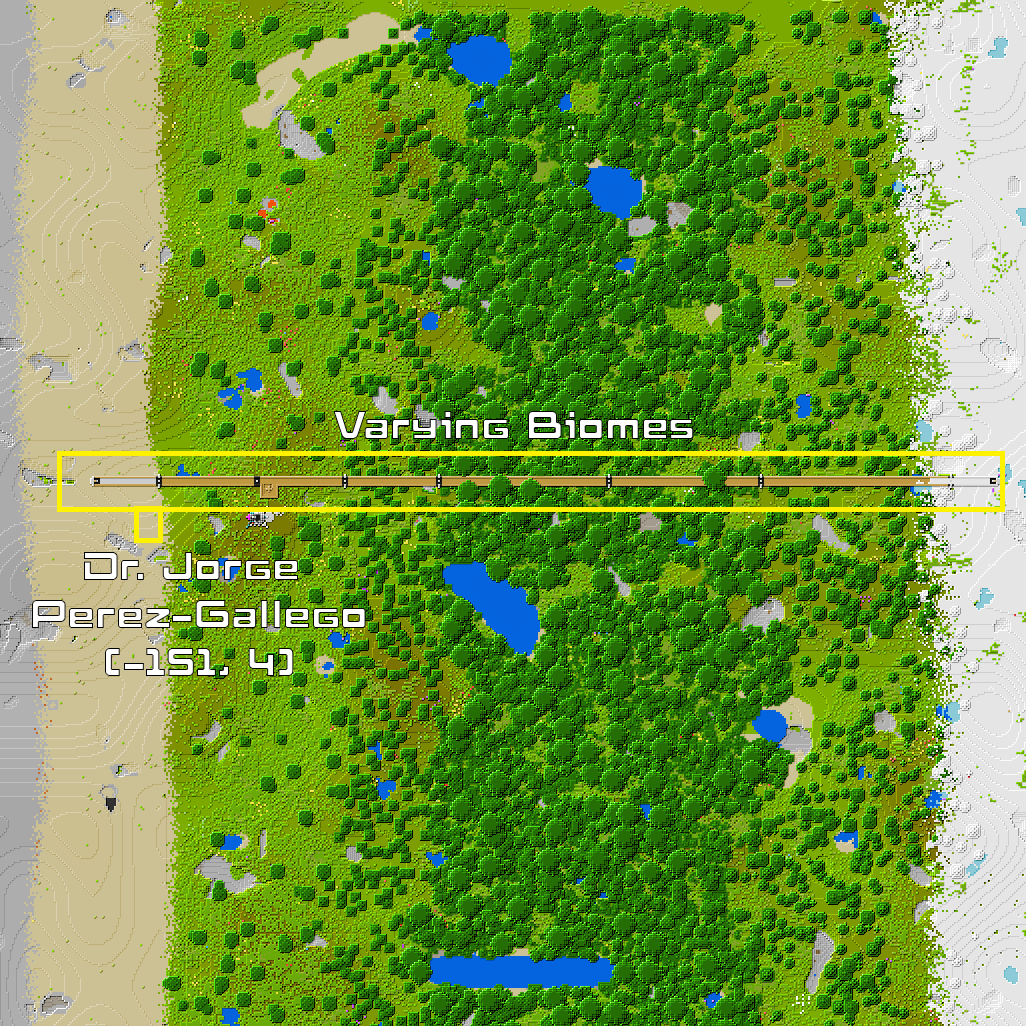 Varying Biomes
Dr. Jorge
Perez-Gallego
(-151, 4)